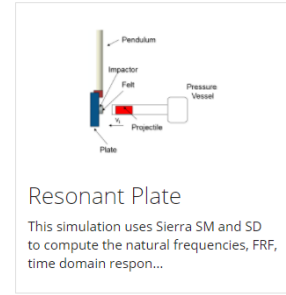 Pendulum
Impactor
Felt
Pressure
Vessel
V₁
Projectile
Plate
Resonant Plate
This simulation uses Sierra SM and SD
to compute the natural frequencies, FRF,
time domain respon...